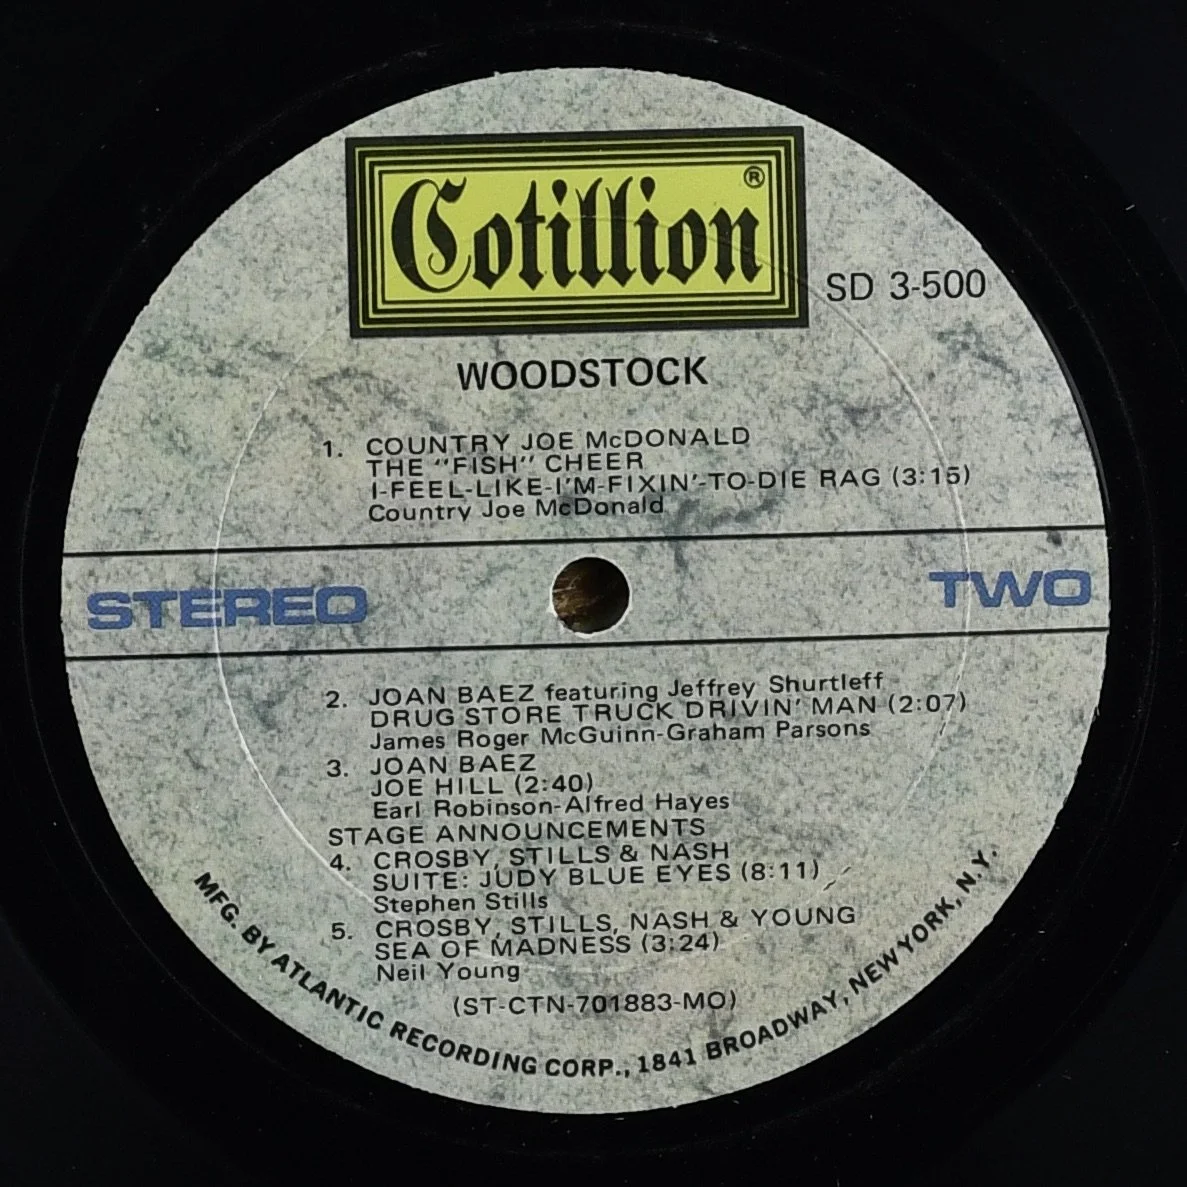 Cotillion®
SD 3-500
WOODSTOCK
1. COUNTRY JOE McDONALD
THE "FISH" CHEER
I-FEEL-LIKE-I'M-FIXIN'-TO-DIE RAG (3:15)
Country Joe McDonald
STEREO
TWO
2. JOAN BAEZ featuring Jeffrey Shurtleff
DRUG STORE TRUCK DRIVIN' MAN (2:07)
James Roger McGuinn-Graham Parsons
3. JOAN BAEZ
JOE HILL (2:40)
Earl Robinson-Alfred Hayes
STAGE ANNOUNCEMENTS
4. CROSBY, STILLS & NASH
SUITE: JUDY BLUE EYES (8:11)
Stephen Stills
5. CROSBY, STILLS, NASH & YOUNG
SEA OF MADNESS (3:24)
Neil Young
(ST-CTN-701883-MO)
MFG. BY ATLANTIC RECORDING CORP., 1841 BROADWAY, NEW YORK, N.Y.